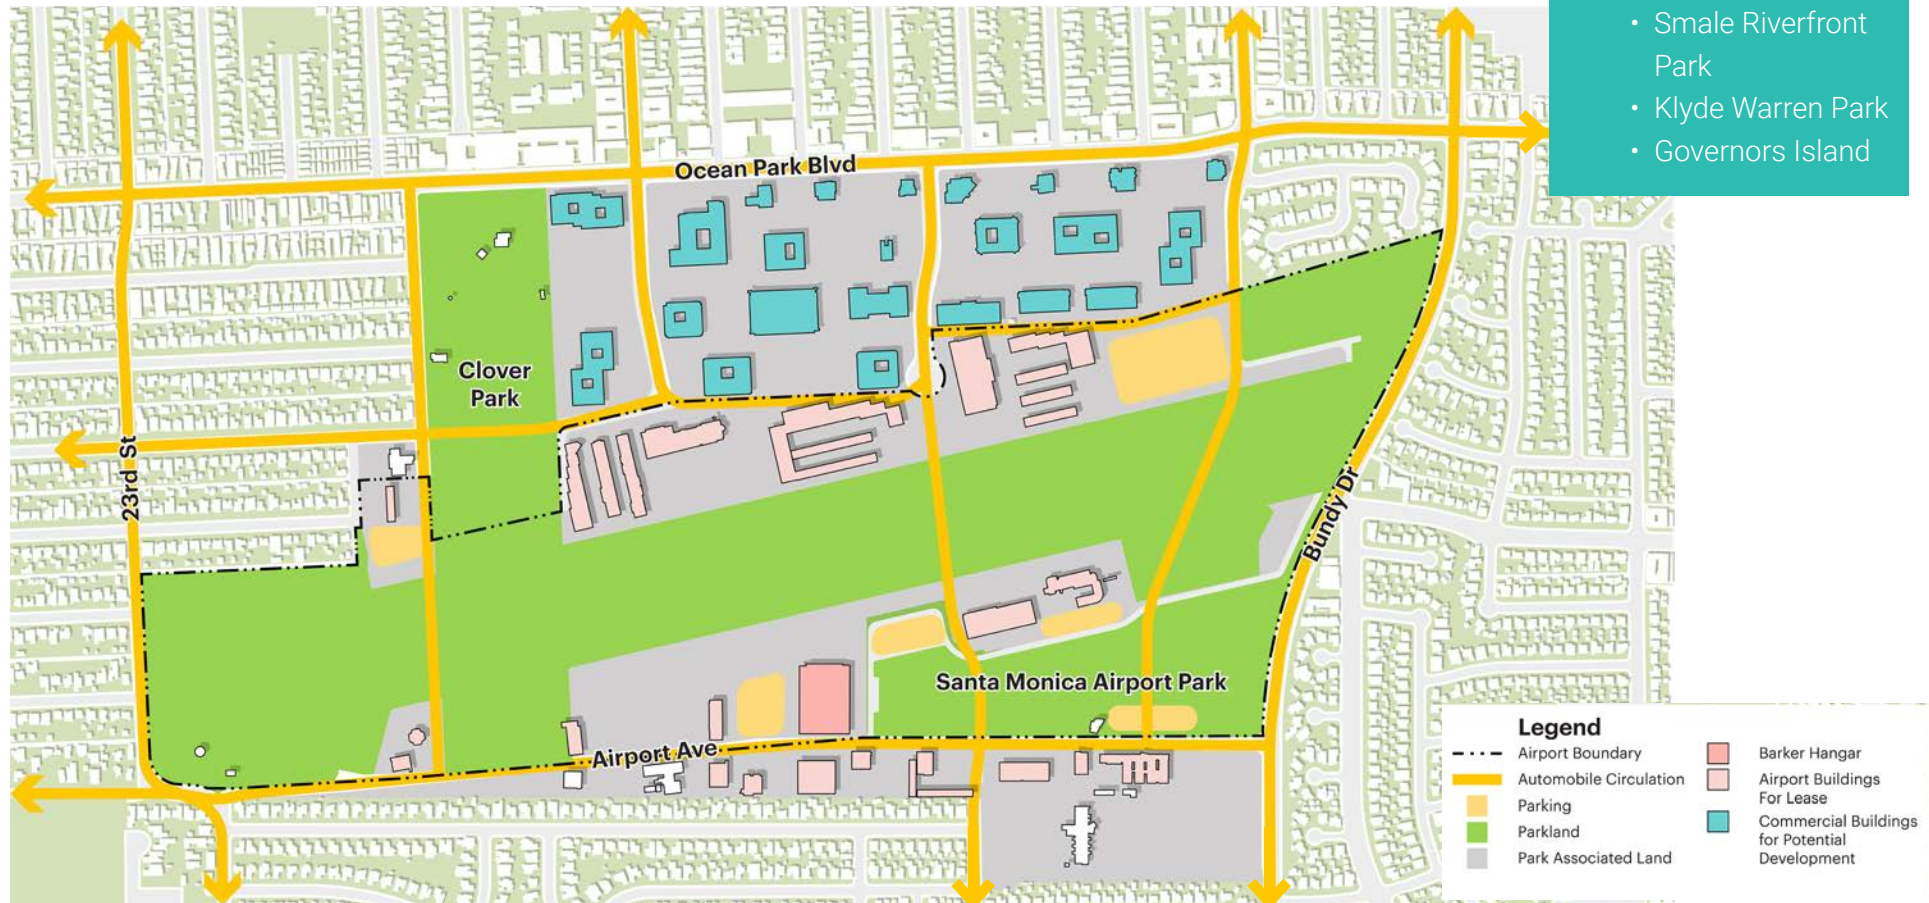 • Smale Riverfront
Park
• Klyde Warren Park
• Governors Island
Ocean Park Blvd
Clover
Park
23rd St
Bundy Dr
Santa Monica Airport Park
Airport Ave
Legend
Airport Boundary
Automobile Circulation
Parking
Parkland
Park Associated Land
Barker Hangar
Airport Buildings
For Lease
Commercial Buildings
for Potential
Development